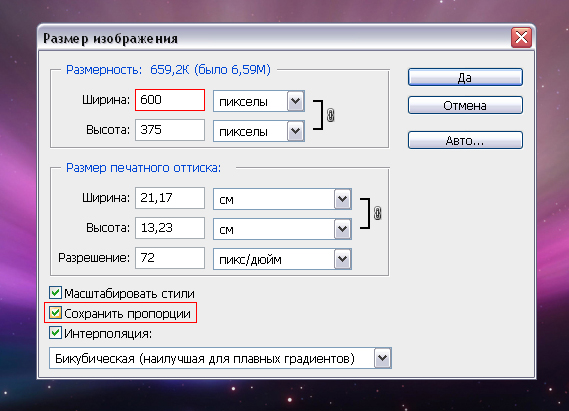 Размер изображения
Размерность: 659,2К (было 6,59М)
Ширина: 600 пикселы
Высота: 375 пикселы
Размер печатного оттиска:
Ширина: 21,17 см
Высота: 13,23 см
Разрешение: 72 пикс/дюйм
Масштабировать стили
Сохранить пропорции
Интерполяция:
Бикубическая (наилучшая для плавных градиентов)
Да
Отмена
Авто...